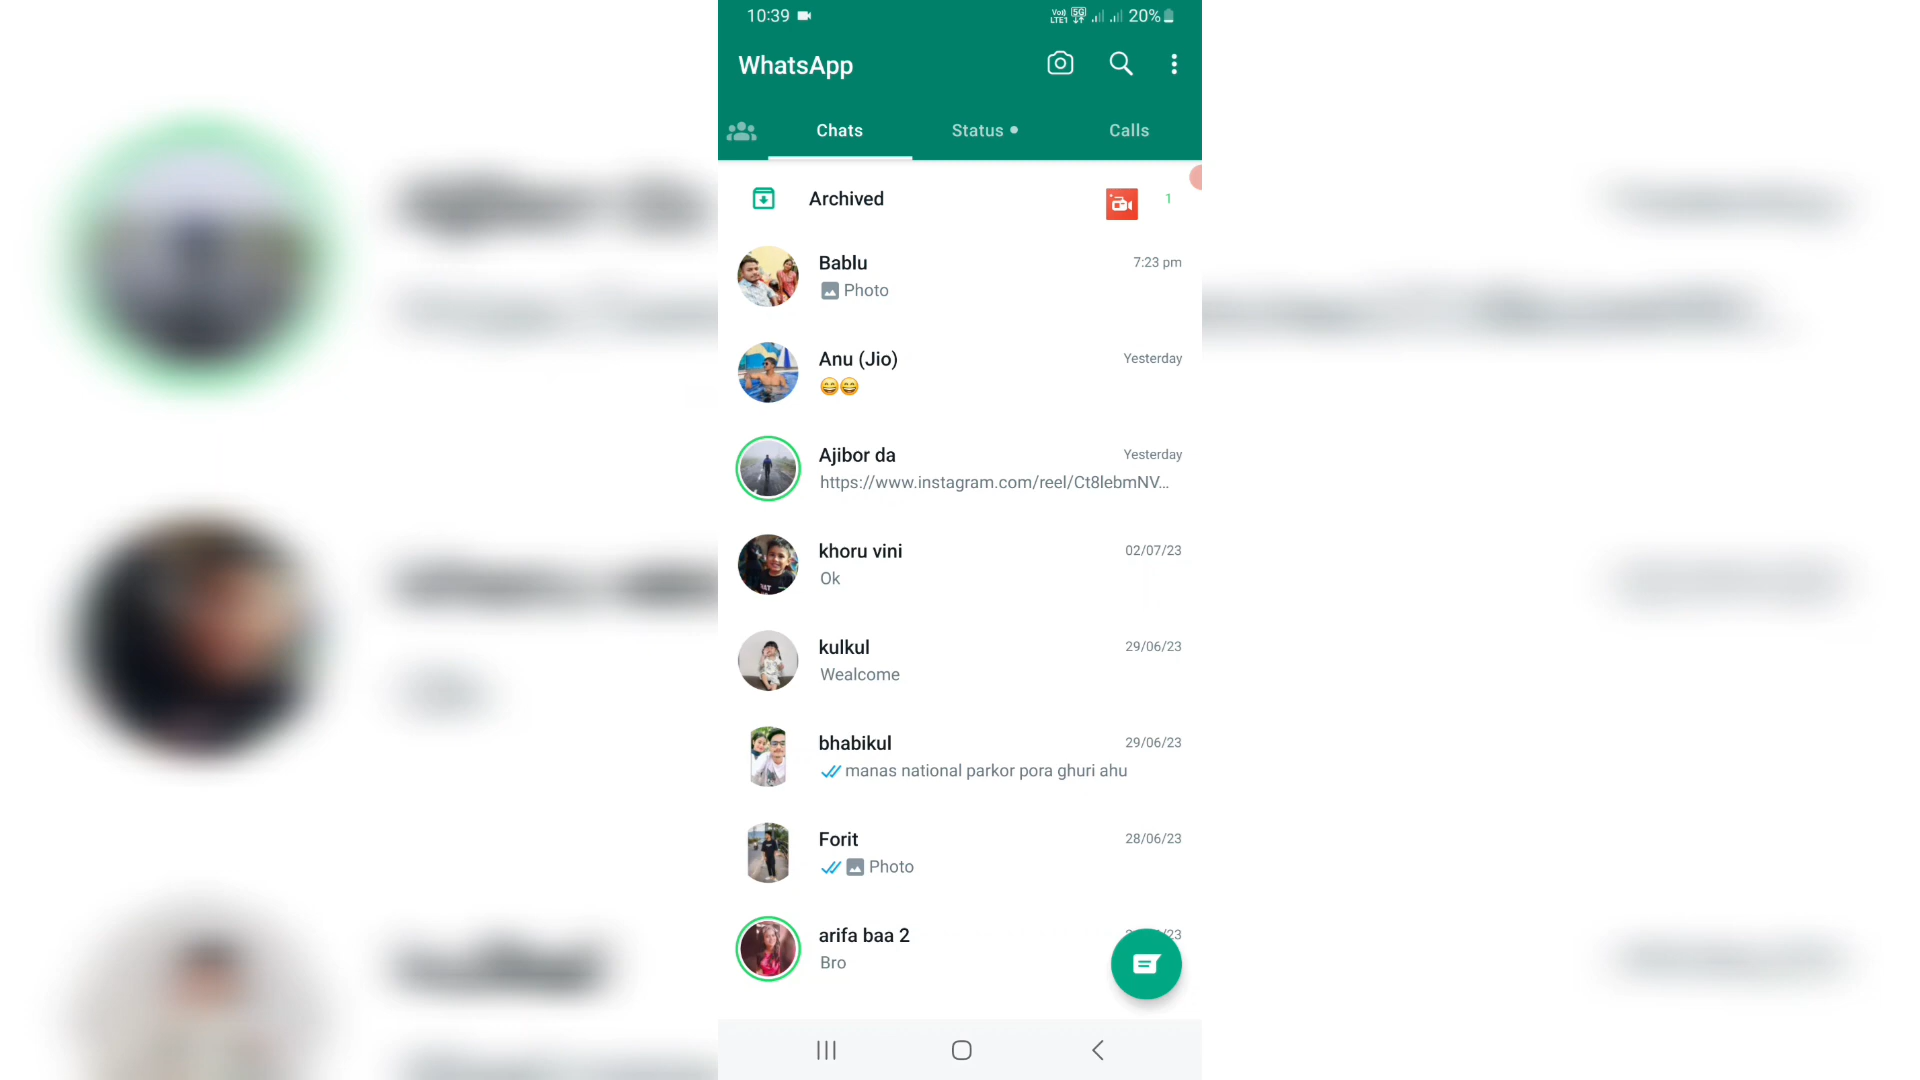 10:39 20%
WhatsApp
Chats Status Calls
Archived 1
Bablu 7:23 pm
Photo
Anu (Jio) Yesterday
😄😄
Ajibor da Yesterday
https://www.instagram.com/reel/Ct8lebmNV...
khoru vini 02/07/23
Ok
kulkul 29/06/23
Wealcome
bhabikul 29/06/23
manas national parkor pora ghuri ahu
Forit 28/06/23
Photo
arifa baa 2
Bro